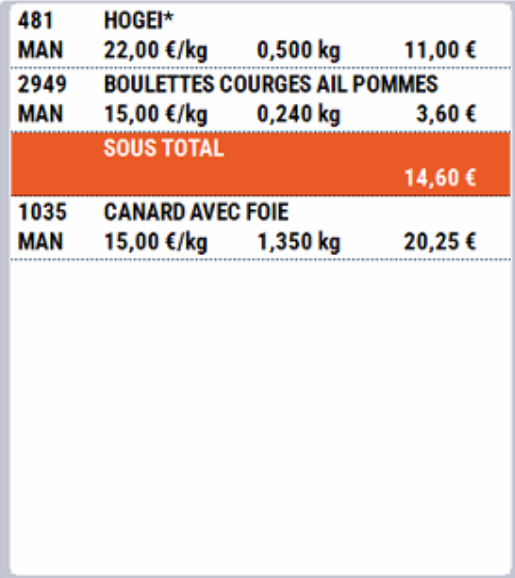 481 HOGEI*
MAN 22,00 €/kg 0,500 kg 11,00 €
2949 BOULETTES COURGES AIL POMMES
MAN 15,00 €/kg 0,240 kg 3,60 €
SOUS TOTAL
14,60 €
1035 CANARD AVEC FOIE
MAN 15,00 €/kg 1,350 kg 20,25 €